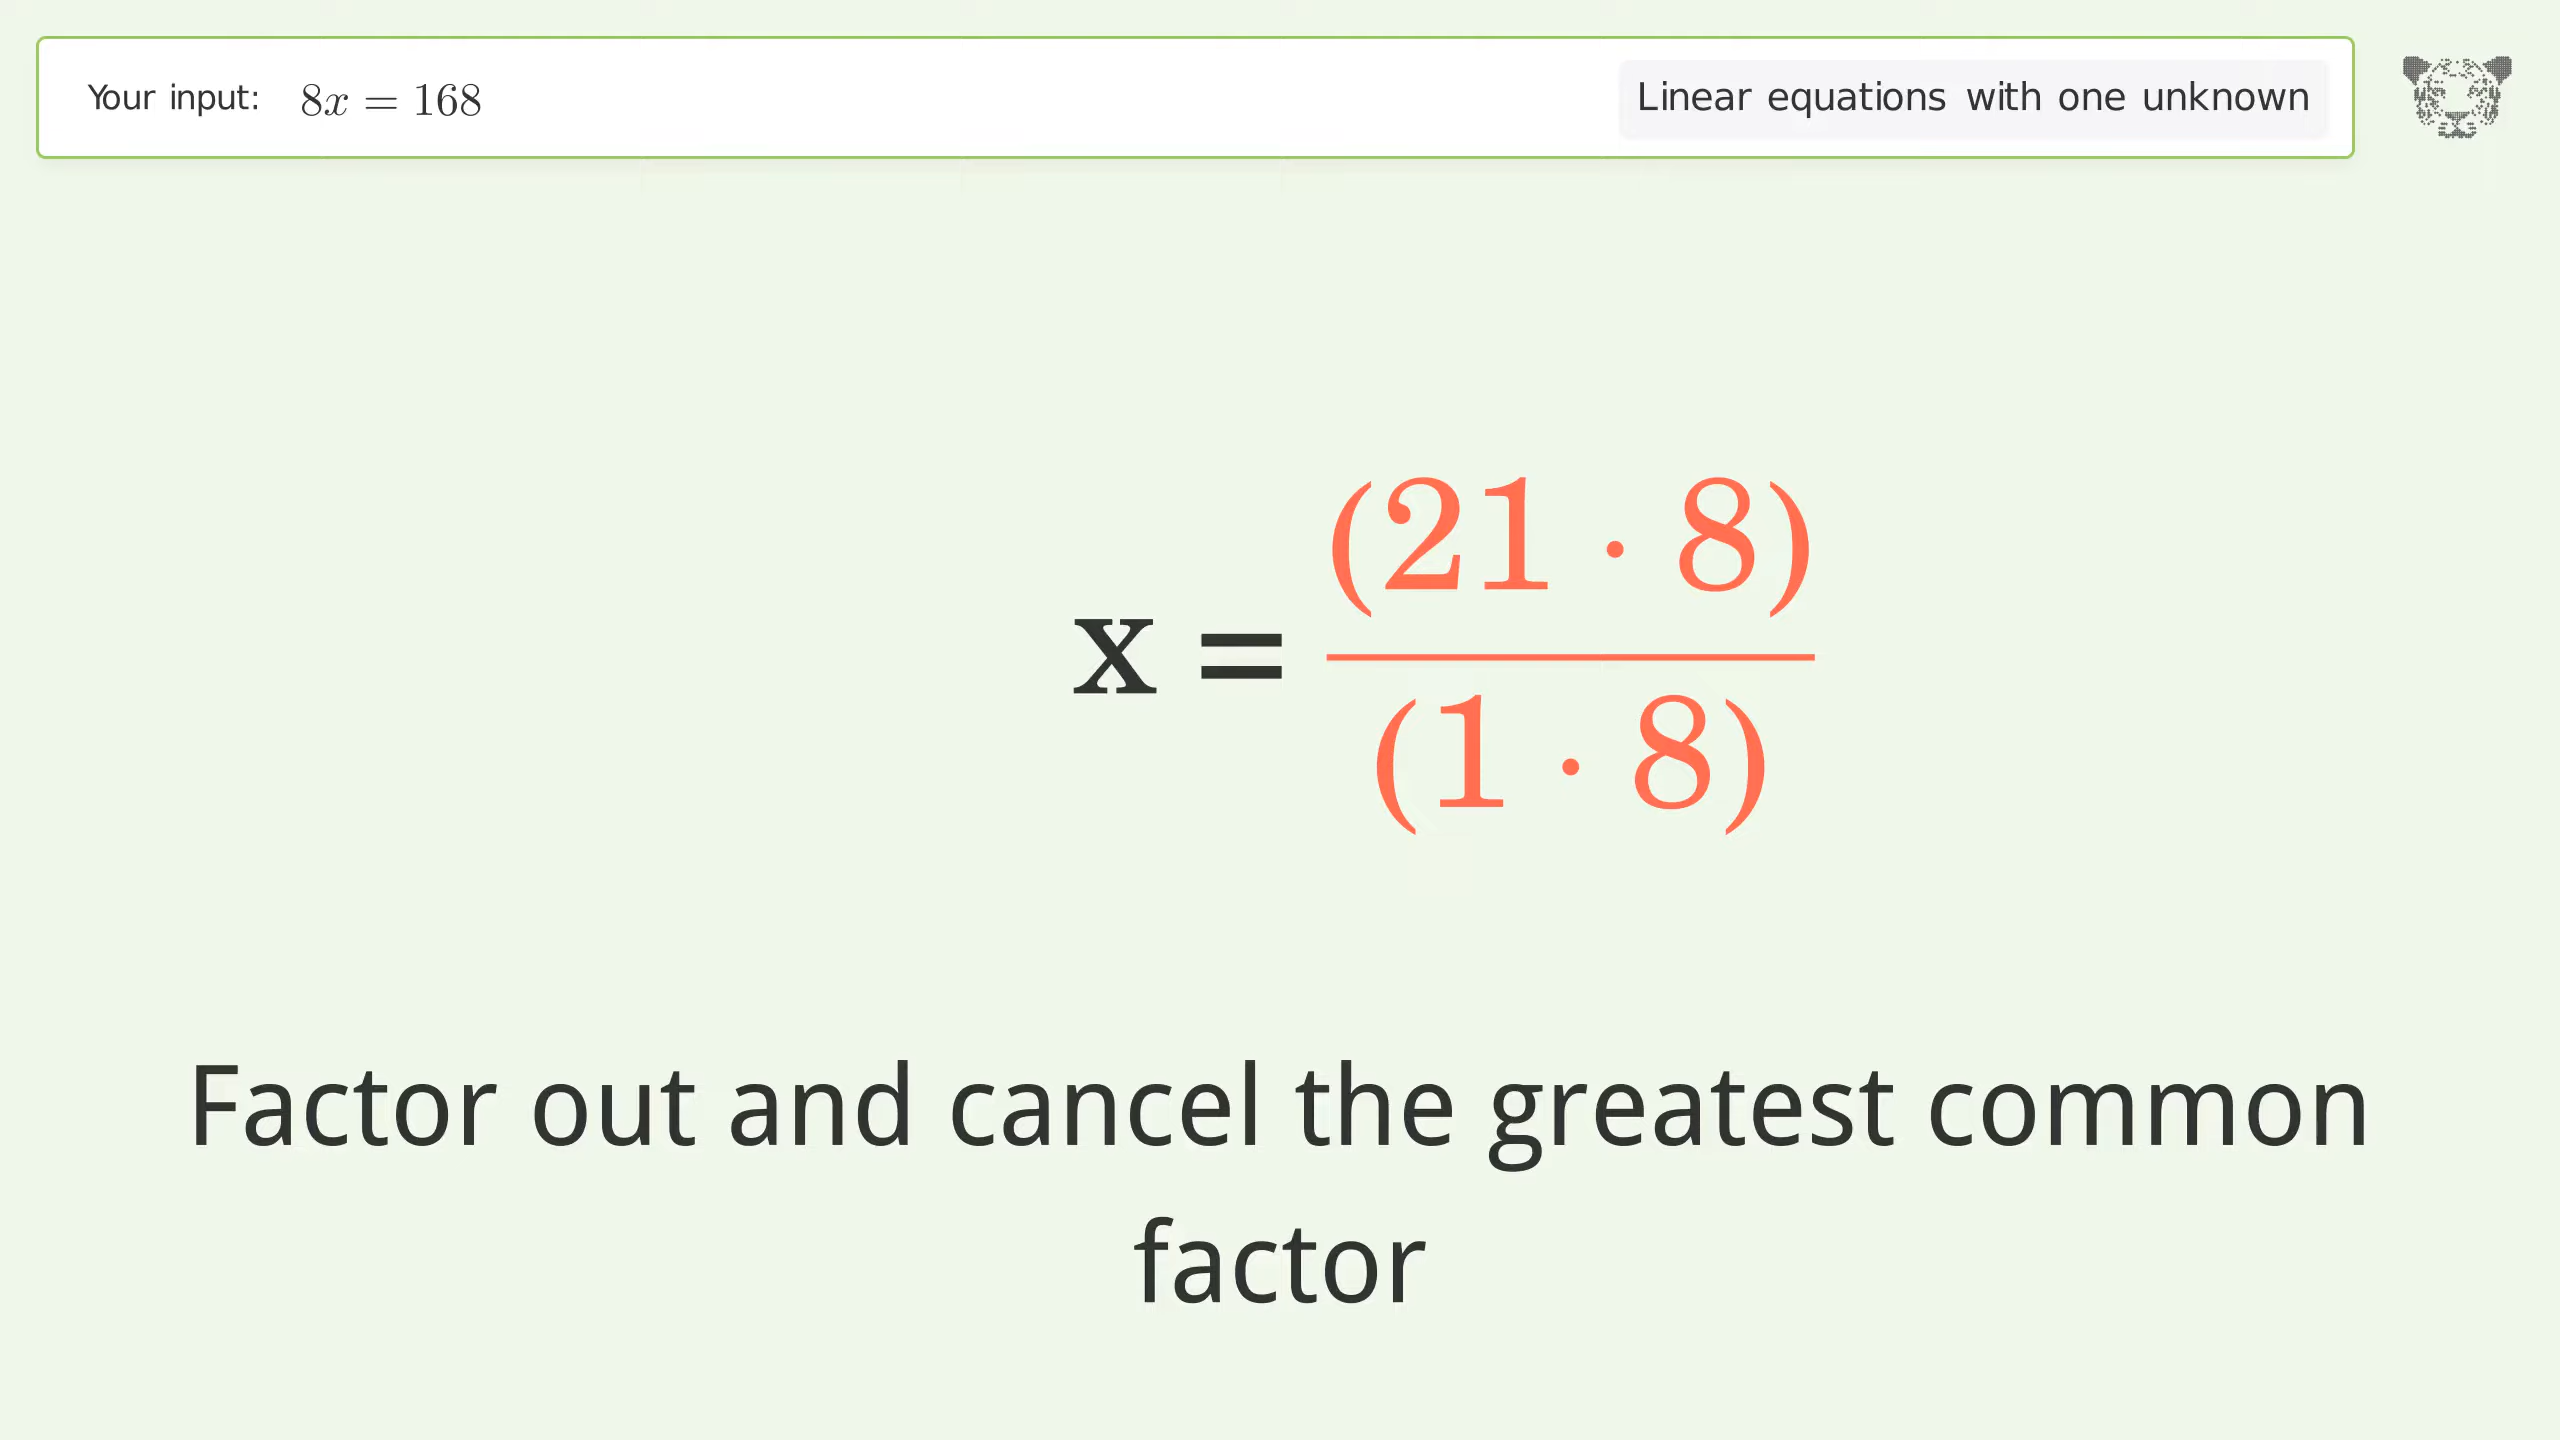 Your input: 8x = 168
Linear equations with one unknown
x = (21 · 8) / (1 · 8)
Factor out and cancel the greatest common
factor